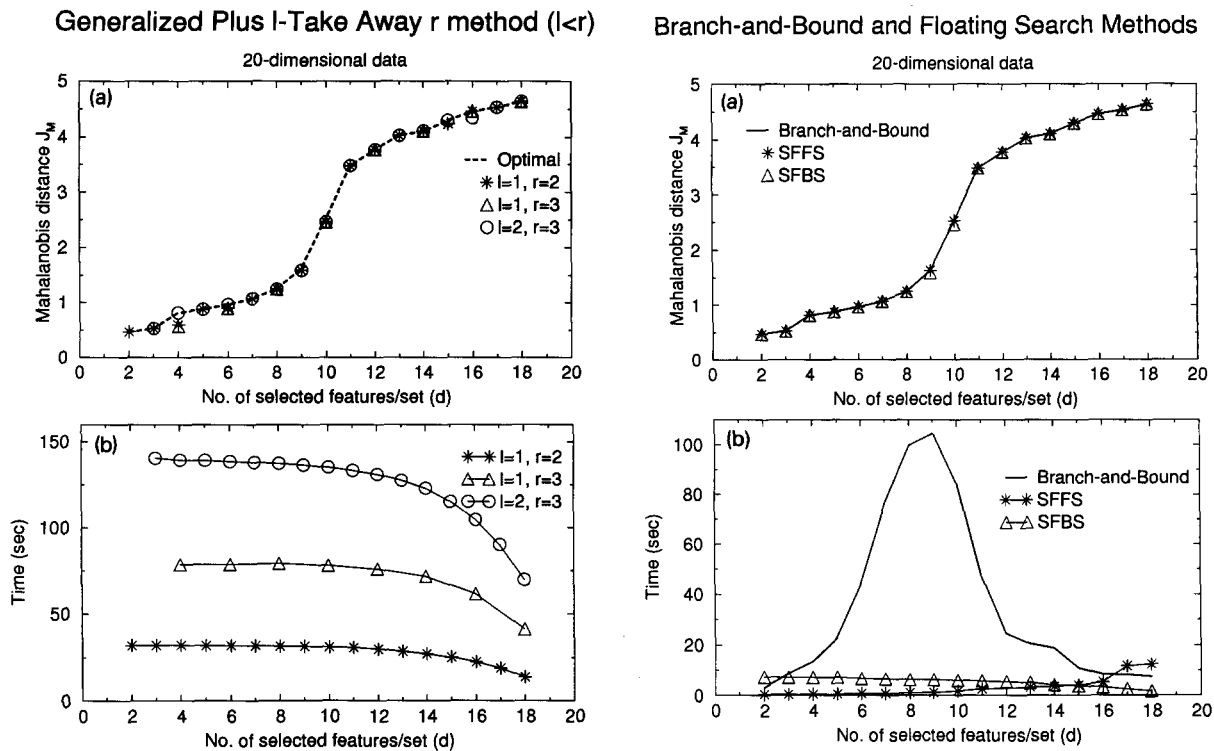 Generalized Plus l-Take Away r method (l<r)
20-dimensional data
(a)
Mahalanobis distance J_M
5
4
3
2
1
0
Optimal
l=1, r=2
l=1, r=3
l=2, r=3
0 2 4 6 8 10 12 14 16 18 20
No. of selected features/set (d)
(b)
Time (sec)
150
100
50
0
l=1, r=2
l=1, r=3
l=2, r=3
0 2 4 6 8 10 12 14 16 18 20
No. of selected features/set (d)
Branch-and-Bound and Floating Search Methods
20-dimensional data
(a)
Mahalanobis distance J_M
5
4
3
2
1
0
Branch-and-Bound
SFFS
SFBS
0 2 4 6 8 10 12 14 16 18 20
No. of selected features/set (d)
(b)
Time (sec)
100
80
60
40
20
0
Branch-and-Bound
SFFS
SFBS
0 2 4 6 8 10 12 14 16 18 20
No. of selected features/set (d)